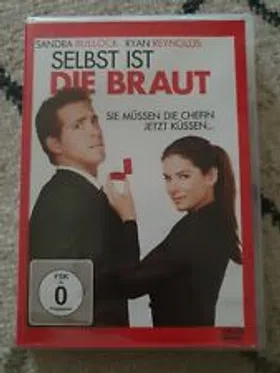 SANDRA BULLOCK RYAN REYNOLDS
SELBST IST
DIE BRAUT
SIE MÜSSEN DIE CHEFIN
JETZT KÜSSEN...
FSK
0